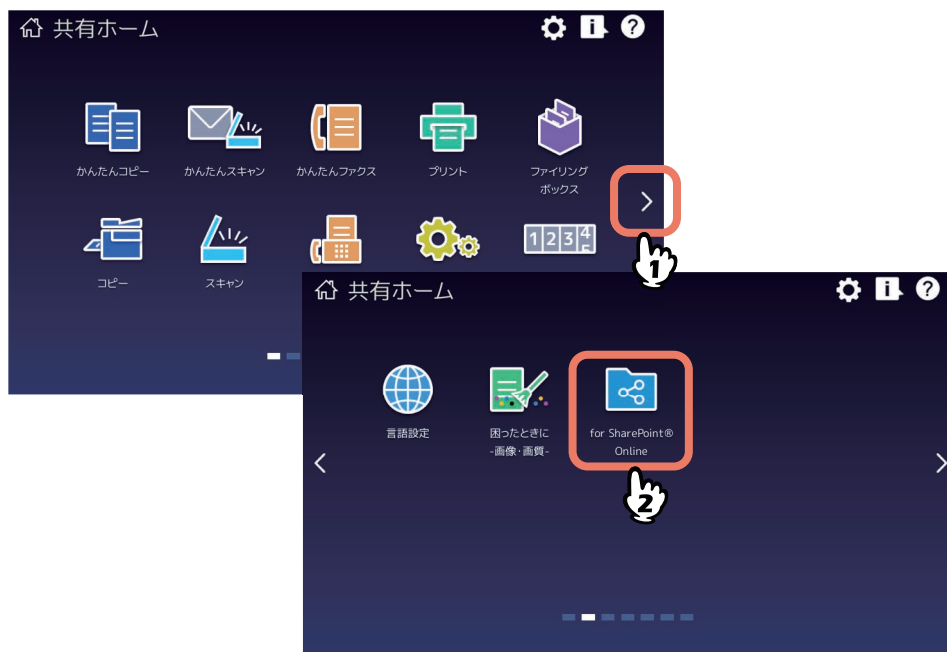 共有ホーム
かんたんコピー
かんたんスキャン
かんたんファクス
プリント
ファイリング
ボックス
コピー
スキャン
1234
1
共有ホーム
言語設定
困ったときに
-画像・画質-
for SharePoint®
Online
2